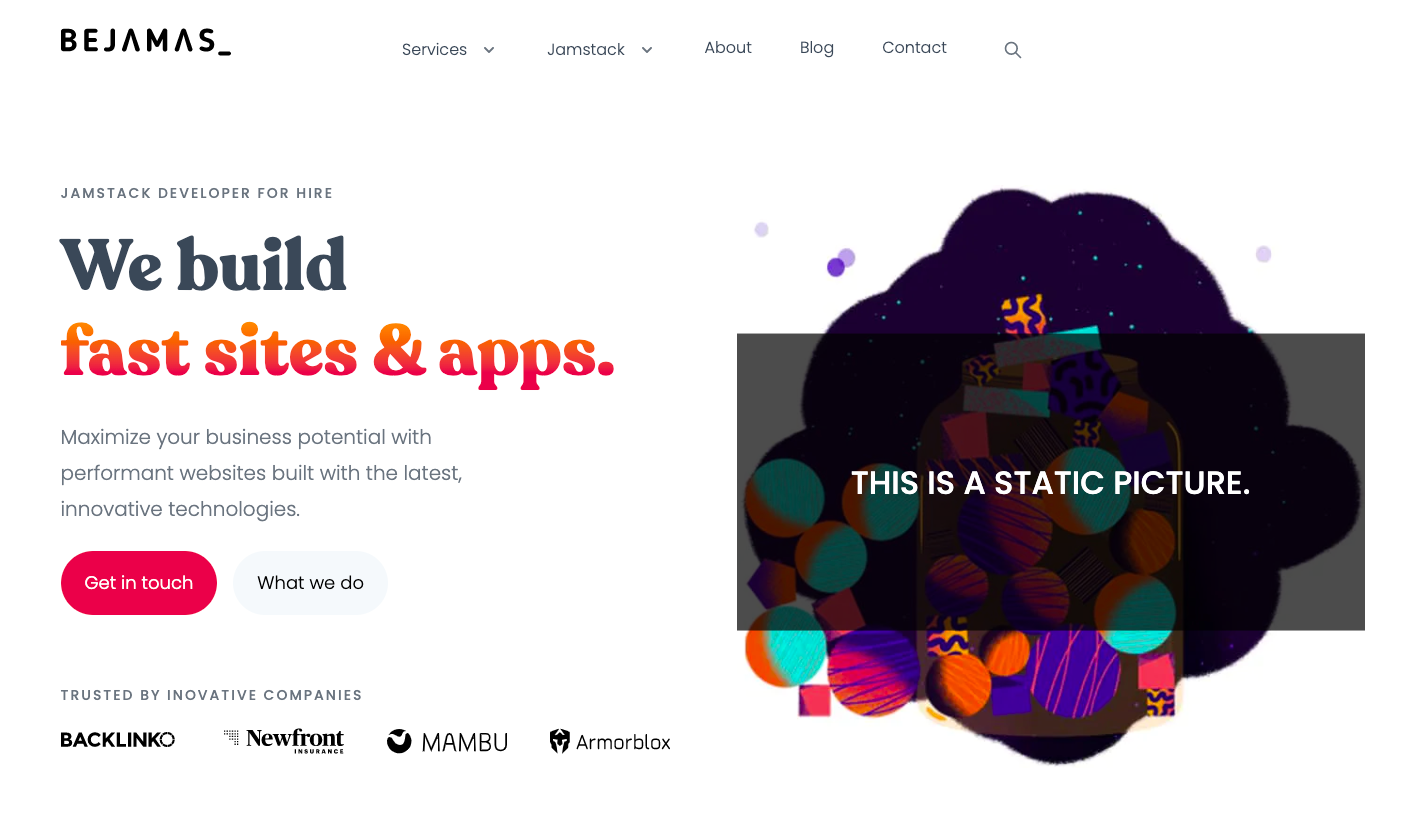 BEJAMAS_
Services
Jamstack
About
Blog
Contact
JAMSTACK DEVELOPER FOR HIRE
We build
fast sites & apps.
Maximize your business potential with
performant websites built with the latest,
innovative technologies.
Get in touch
What we do
THIS IS A STATIC PICTURE.
TRUSTED BY INOVATIVE COMPANIES
BACKLINKO
Newfront
INSURANCE
MAMBU
Armorblox